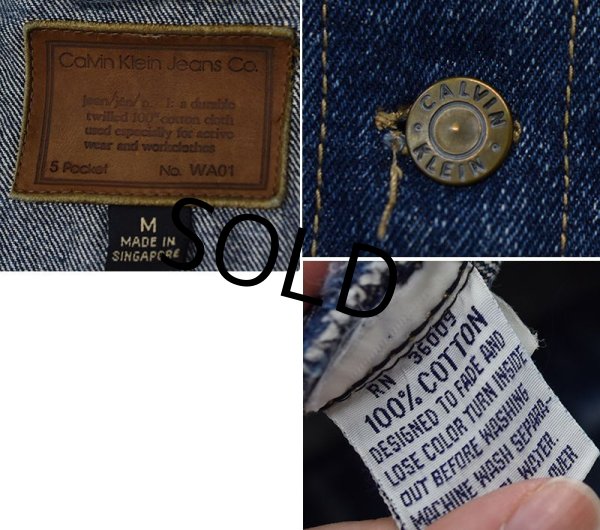 Calvin Klein Jeans Co.
jean/jēn/n. 1: a durable
twilled 100% cotton cloth
used especially for active
wear and workclothes
5 Pocket No. WA01
M
MADE IN
SINGAPORE
CALVIN
KLEIN
SOLD
RN 36009
100% COTTON
DESIGNED TO FADE AND
LOSE COLOR TURN INSIDE
OUT BEFORE WASHING
MACHINE WASH SEPARA-
WATER.
OVER